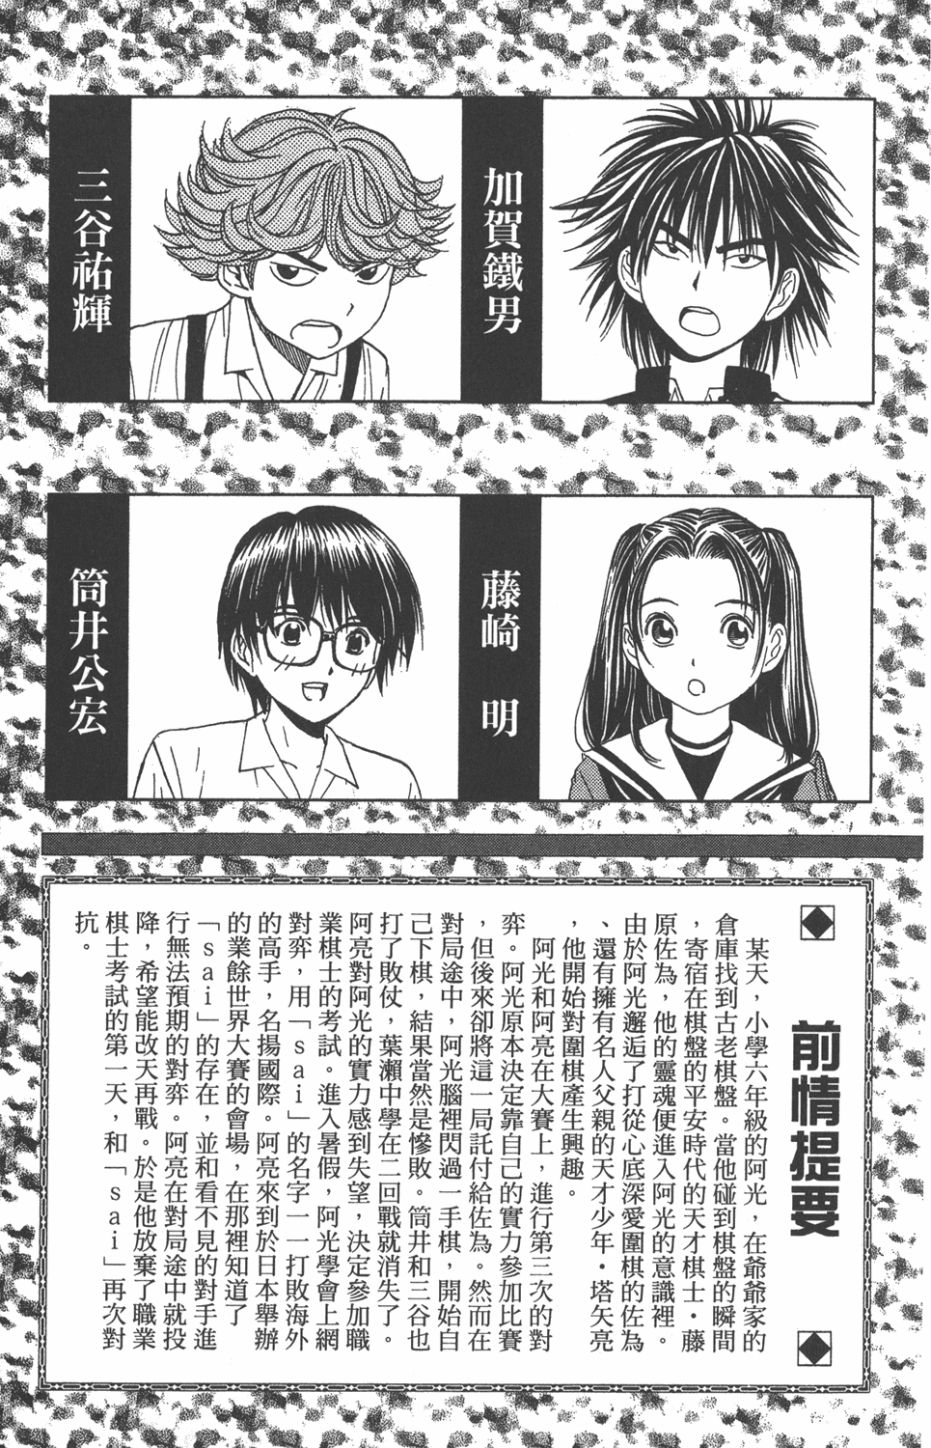 加賀鐵男
三谷祐輝
藤崎 明
筒井公宏
前情提要
某天，小學六年級的阿光，在爺爺家的
倉庫找到古老棋盤。當他碰到棋盤的瞬間
，寄宿在棋盤的平安時代的天才棋士・藤
原佐為，他的靈魂便進入阿光的意識裡。
由於阿光邂逅了打從心底深愛圍棋的佐為
、還有擁有名人父親的天才少年・塔矢亮
，他開始對圍棋產生興趣。
阿光和阿亮在大賽上，進行第三次的對
弈。阿光原本決定靠自己的實力參加比賽
，但後來卻將這一局託付給佐為。然而在
對局途中，阿光腦裡閃過一手棋，開始自
己下棋，結果當然是慘敗。筒井和三谷也
打了敗仗，葉瀨中學在二回戰就消失了。
阿亮對阿光的實力感到失望，決定參加職
業棋士的考試。進入暑假，阿光學會上網
對弈，用「sai」的名字一一打敗海外
的高手，名揚國際。阿亮來到於日本舉辦
的業餘世界大賽的會場，在那裡知道了
「sai」的存在，並和看不見的對手進
行無法預期的對弈。阿亮在對局途中就投
降，希望能改天再戰。於是他放棄了職業
棋士考試的第一天，和「sai」再次對
抗。